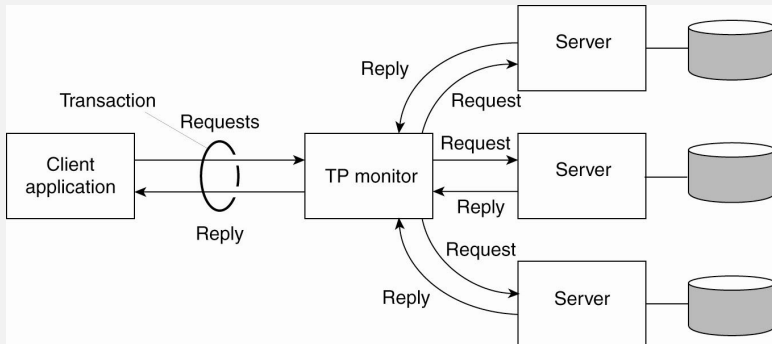 Server
Reply
Transaction
Request
Requests
Request
Client
application
TP monitor
Server
Reply
Reply
Request
Reply
Server